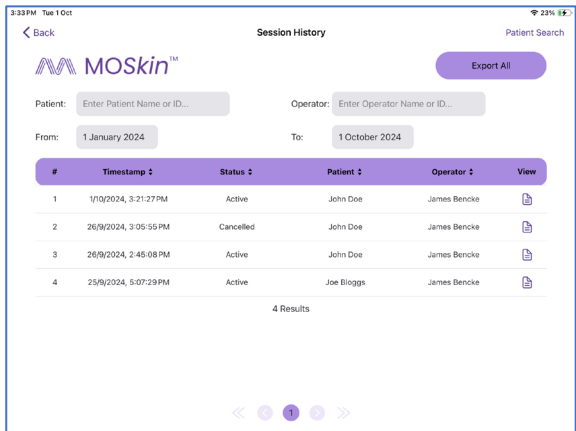 3:33 PM Tue 1 Oct 23%
Back Session History Patient Search
MOSkin™ Export All
Patient: Enter Patient Name or ID... Operator: Enter Operator Name or ID...
From: 1 January 2024 To: 1 October 2024
# Timestamp Status Patient Operator View
1 1/10/2024, 3:21:27 PM Active John Doe James Bencke
2 26/9/2024, 3:05:55 PM Cancelled John Doe James Bencke
3 26/9/2024, 2:45:08 PM Active John Doe James Bencke
4 25/9/2024, 5:07:29 PM Active Joe Bloggs James Bencke
4 Results
1